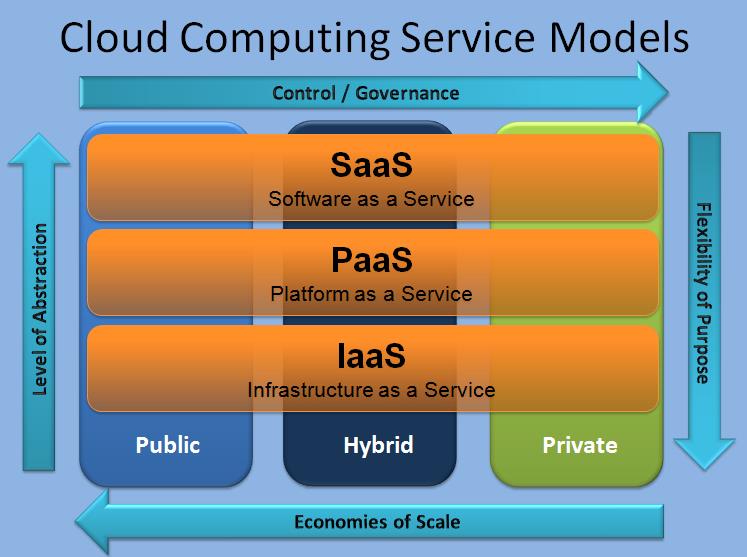 Cloud Computing Service Models
Control / Governance
Level of Abstraction
SaaS
Software as a Service
PaaS
Platform as a Service
IaaS
Infrastructure as a Service
Public
Hybrid
Private
Flexibility of Purpose
Economies of Scale